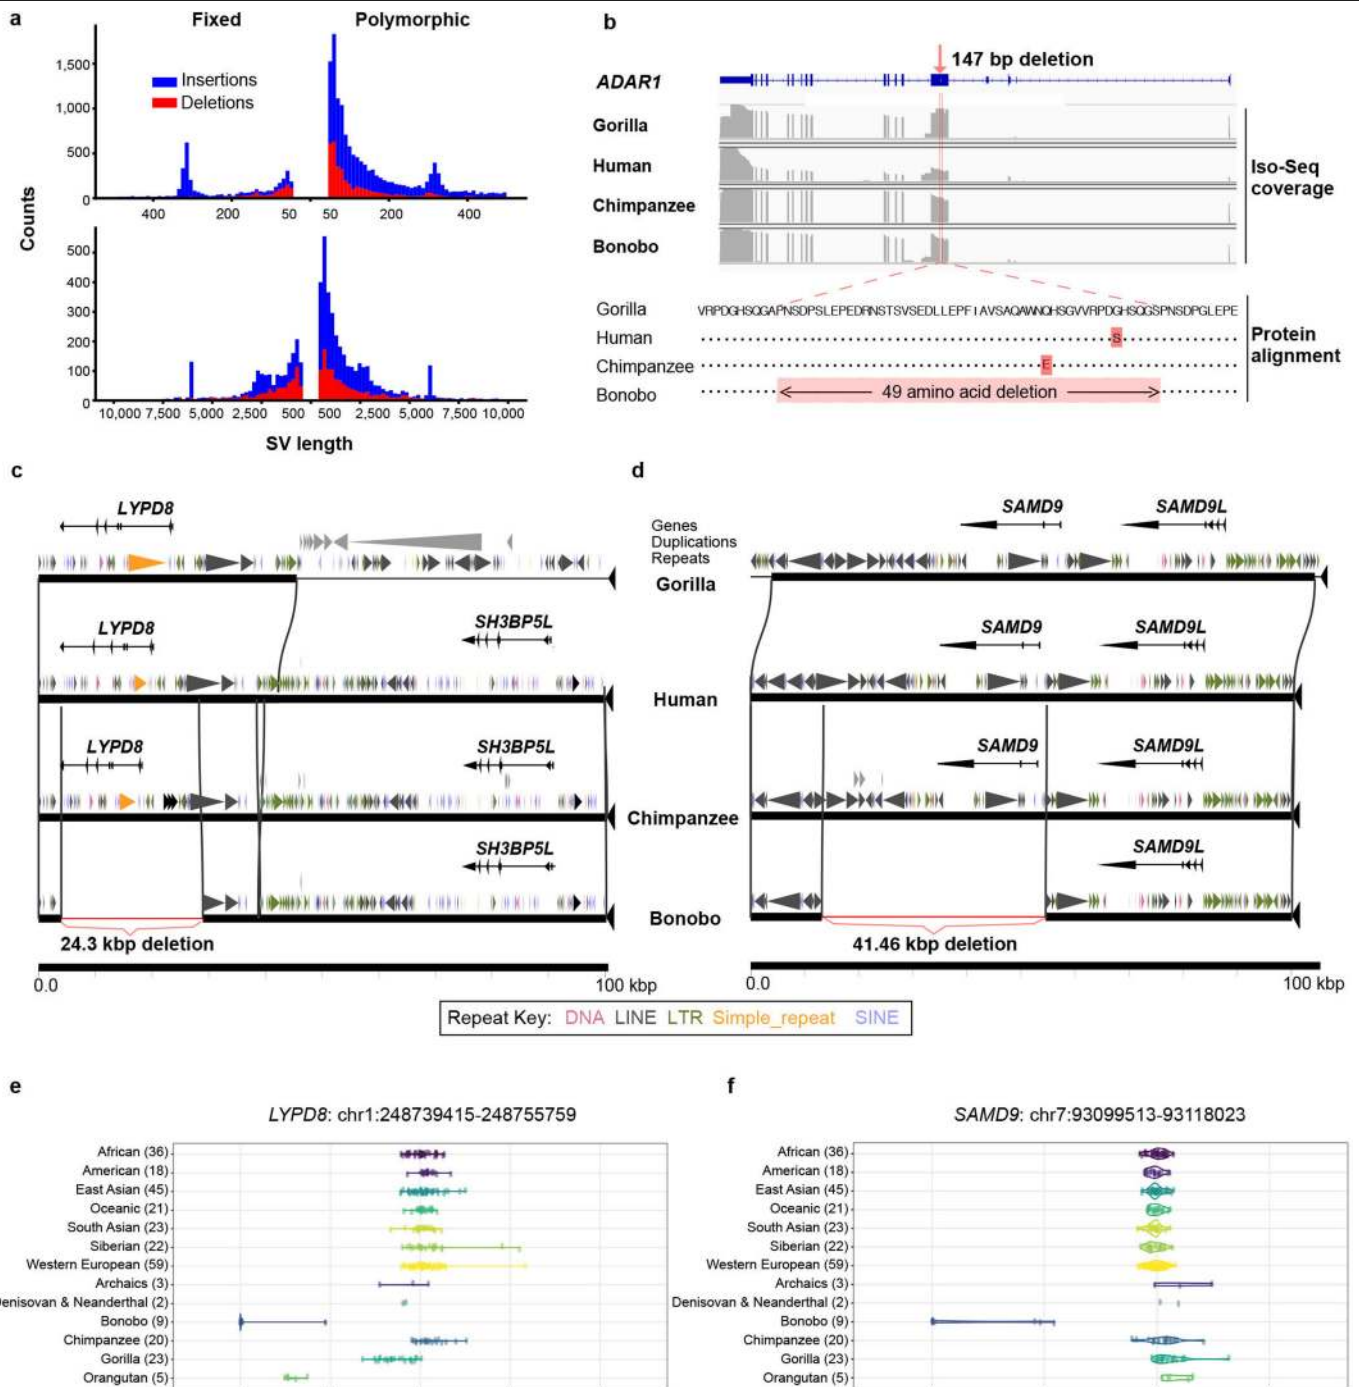 a
Fixed
Polymorphic
Insertions
Deletions
1,500
1,000
500
0
400 200 50 50 200 400
Counts
500
400
300
200
100
0
10,000 7,500 5,000 2,500 500 500 2,500 5,000 7,500 10,000
SV length
b
147 bp deletion
ADAR1
Gorilla
Human
Chimpanzee
Bonobo
Iso-Seq
coverage
Gorilla VRPDGHSQGAPNSDPSLEPEDRNSTSVSEDLLEPFIAVSAQAWNQHSGVVRPDGHSQGSPNSDPGLEPE
Human S
Chimpanzee E
Bonobo 49 amino acid deletion
Protein
alignment
c
LYPD8
LYPD8
SH3BP5L
LYPD8
SH3BP5L
SH3BP5L
24.3 kbp deletion
0.0 100 kbp
d
Genes
Duplications
Repeats
SAMD9 SAMD9L
Gorilla
SAMD9 SAMD9L
Human
SAMD9 SAMD9L
Chimpanzee
SAMD9L
Bonobo
41.46 kbp deletion
0.0 100 kbp
Repeat Key: DNA LINE LTR Simple_repeat SINE
e
LYPD8: chr1:248739415-248755759
African (36)
American (18)
East Asian (45)
Oceanic (21)
South Asian (23)
Siberian (22)
Western European (59)
Archaics (3)
Denisovan & Neanderthal (2)
Bonobo (9)
Chimpanzee (20)
Gorilla (23)
Orangutan (5)
f
SAMD9: chr7:93099513-93118023
African (36)
American (18)
East Asian (45)
Oceanic (21)
South Asian (23)
Siberian (22)
Western European (59)
Archaics (3)
Denisovan & Neanderthal (2)
Bonobo (9)
Chimpanzee (20)
Gorilla (23)
Orangutan (5)